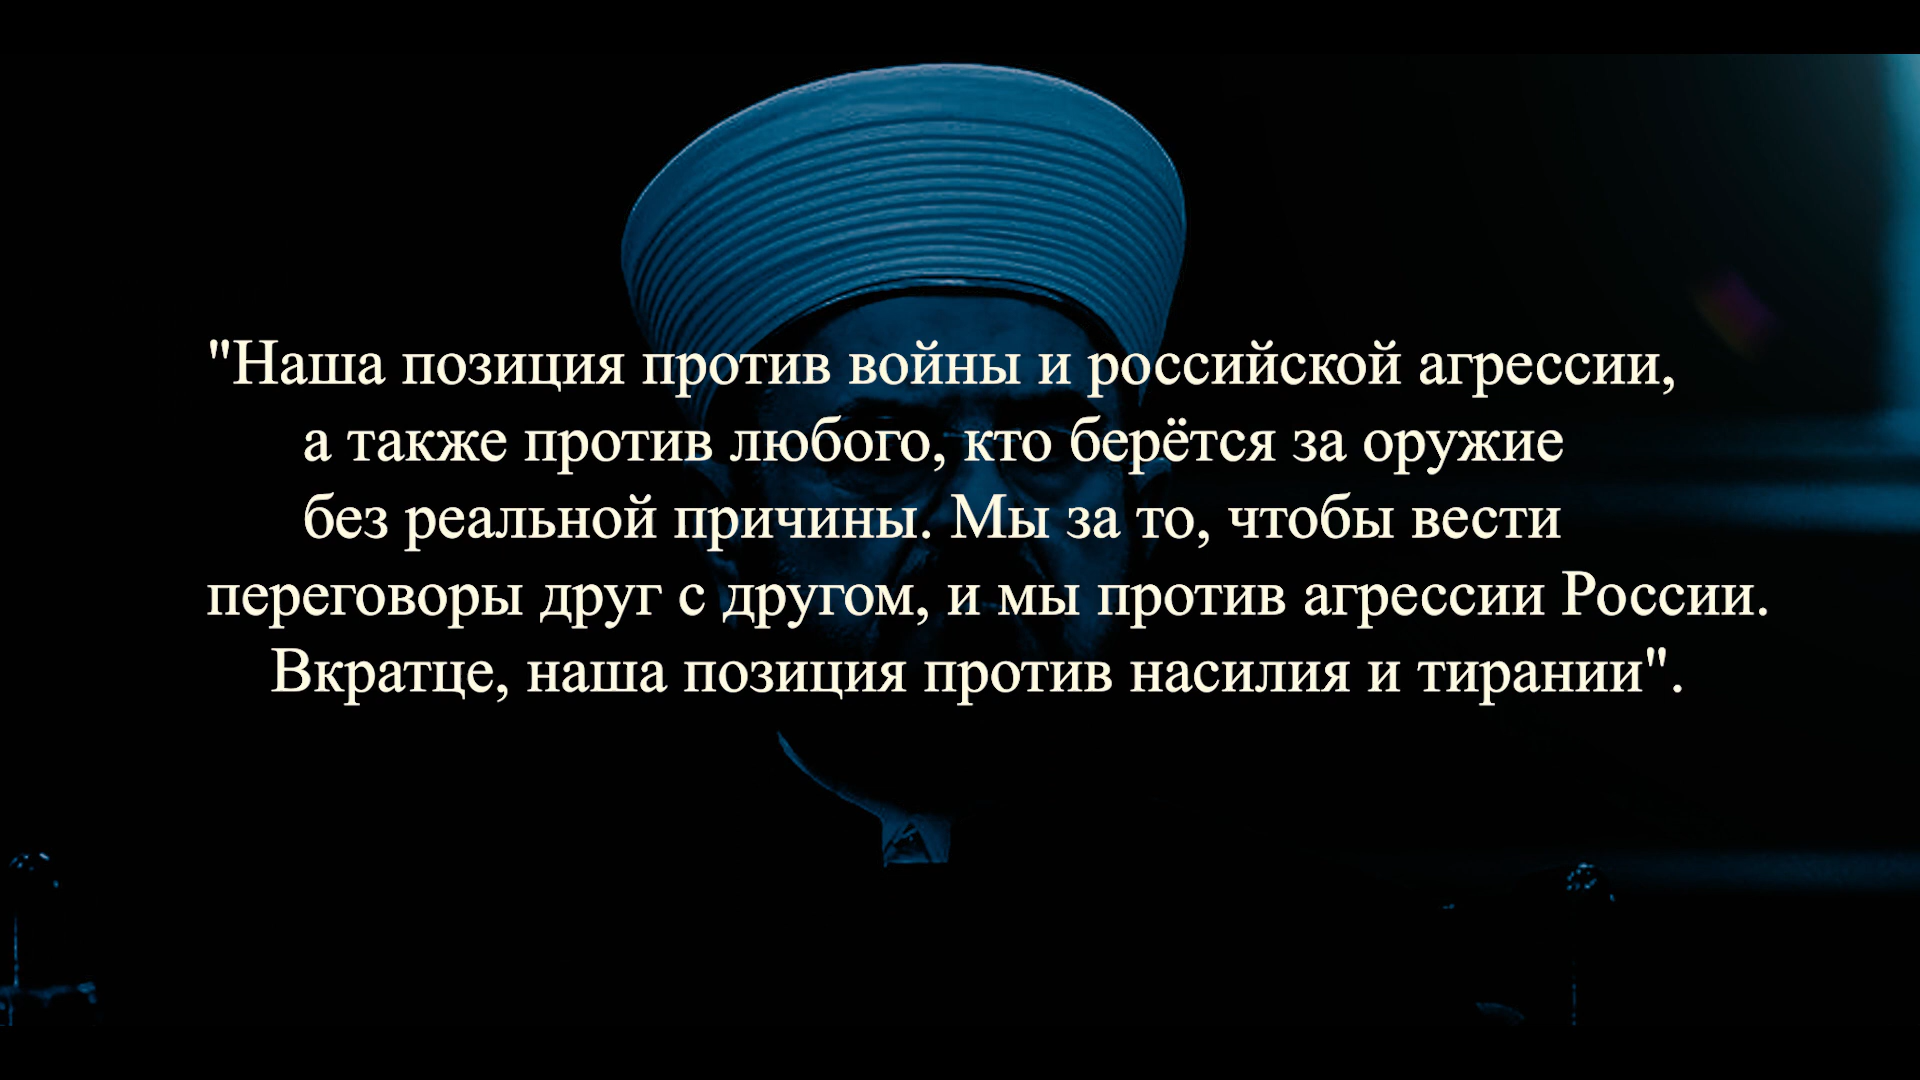 "Наша позиция против войны и российской агрессии,
а также против любого, кто берётся за оружие
без реальной причины. Мы за то, чтобы вести
переговоры друг с другом, и мы против агрессии России.
Вкратце, наша позиция против насилия и тирании".